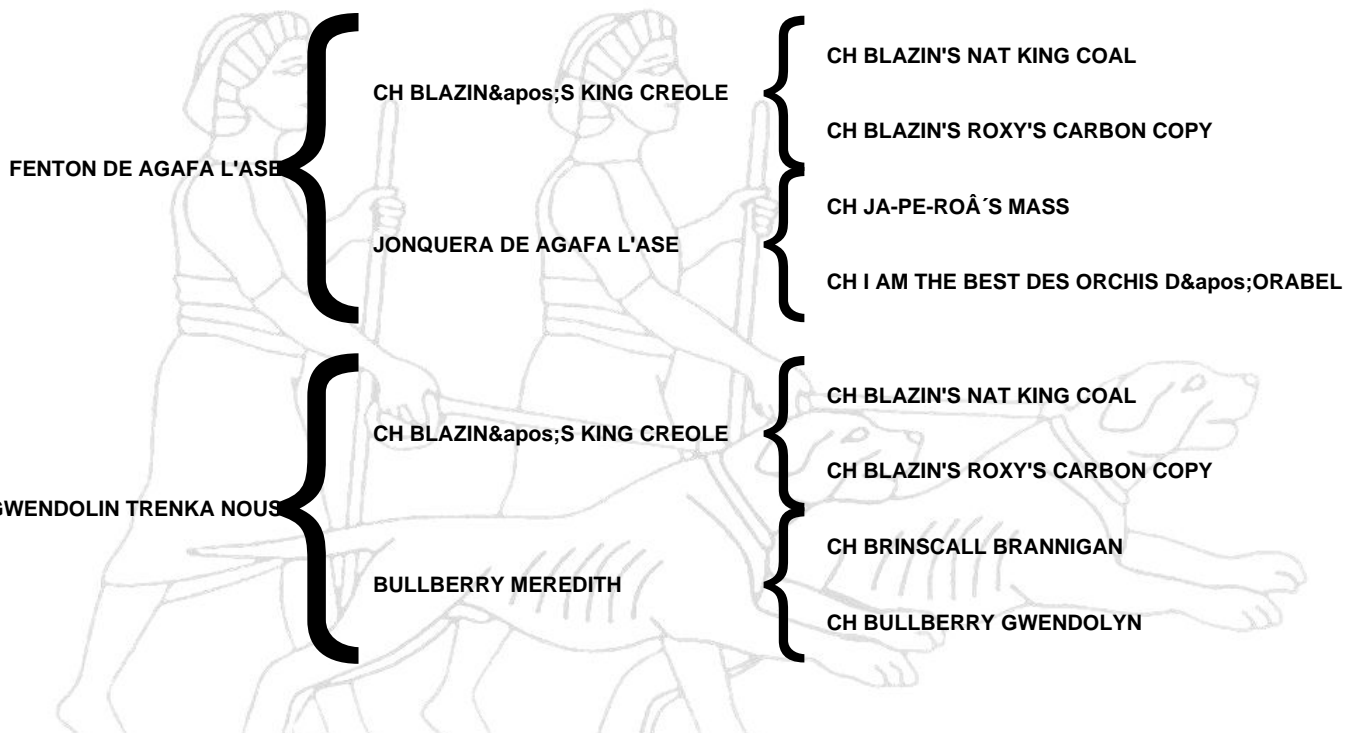 CH BLAZIN'S NAT KING COAL
CH BLAZIN&apos;S KING CREOLE
CH BLAZIN'S ROXY'S CARBON COPY
FENTON DE AGAFA L'ASE
CH JA-PE-ROÂ´S MASS
JONQUERA DE AGAFA L'ASE
CH I AM THE BEST DES ORCHIS D&apos;ORABEL
CH BLAZIN'S NAT KING COAL
CH BLAZIN&apos;S KING CREOLE
CH BLAZIN'S ROXY'S CARBON COPY
GWENDOLIN TRENKA NOUS
CH BRINSCALL BRANNIGAN
BULLBERRY MEREDITH
CH BULLBERRY GWENDOLYN